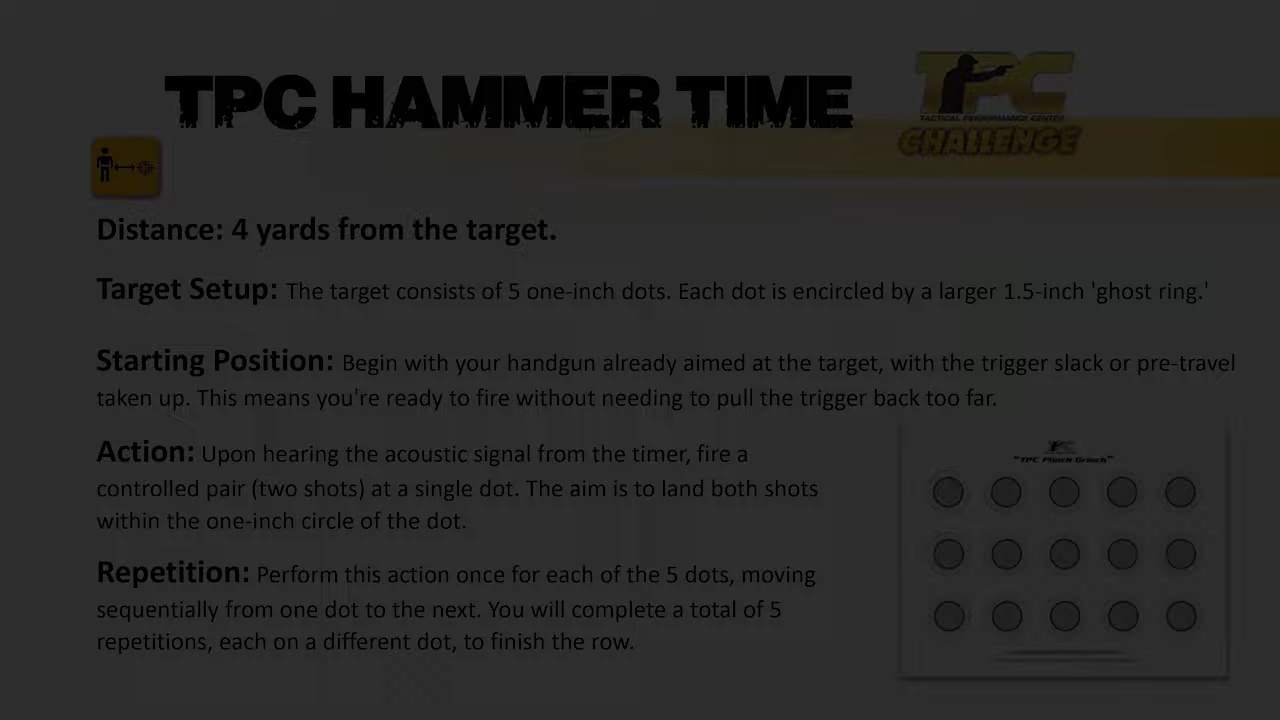 TPC HAMMER TIME
TPC
TACTICAL PERFORMANCE CENTER
CHALLENGE
Distance: 4 yards from the target.
Target Setup: The target consists of 5 one-inch dots. Each dot is encircled by a larger 1.5-inch 'ghost ring.'
Starting Position: Begin with your handgun already aimed at the target, with the trigger slack or pre-travel
taken up. This means you're ready to fire without needing to pull the trigger back too far.
Action: Upon hearing the acoustic signal from the timer, fire a
controlled pair (two shots) at a single dot. The aim is to land both shots
within the one-inch circle of the dot.
Repetition: Perform this action once for each of the 5 dots, moving
sequentially from one dot to the next. You will complete a total of 5
repetitions, each on a different dot, to finish the row.